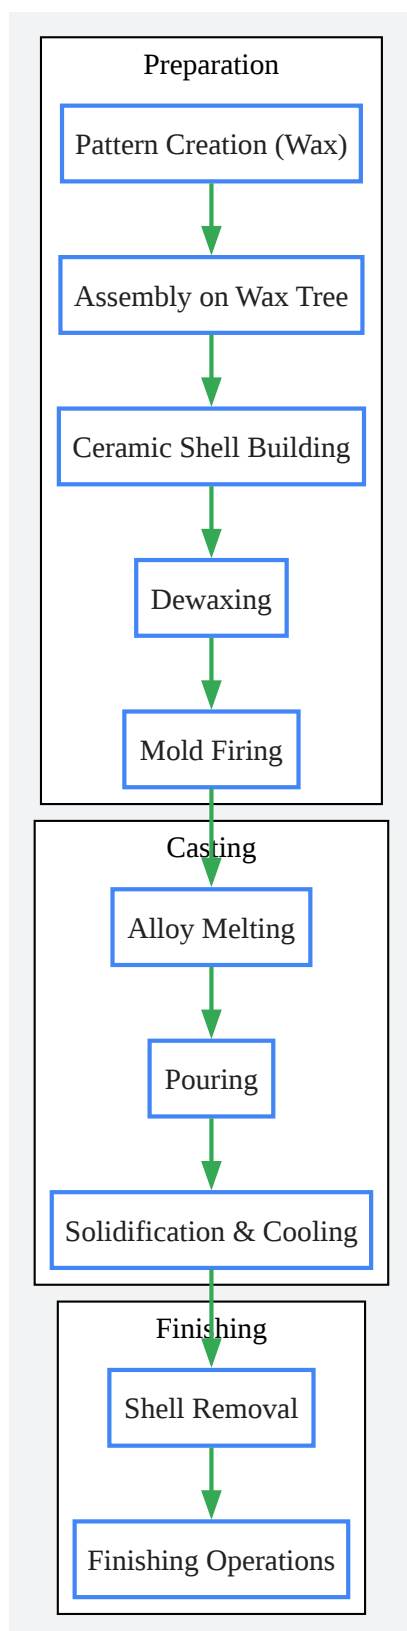 Preparation
Pattern Creation (Wax)
Assembly on Wax Tree
Ceramic Shell Building
Dewaxing
Mold Firing
Casting
Alloy Melting
Pouring
Solidification & Cooling
Finishing
Shell Removal
Finishing Operations